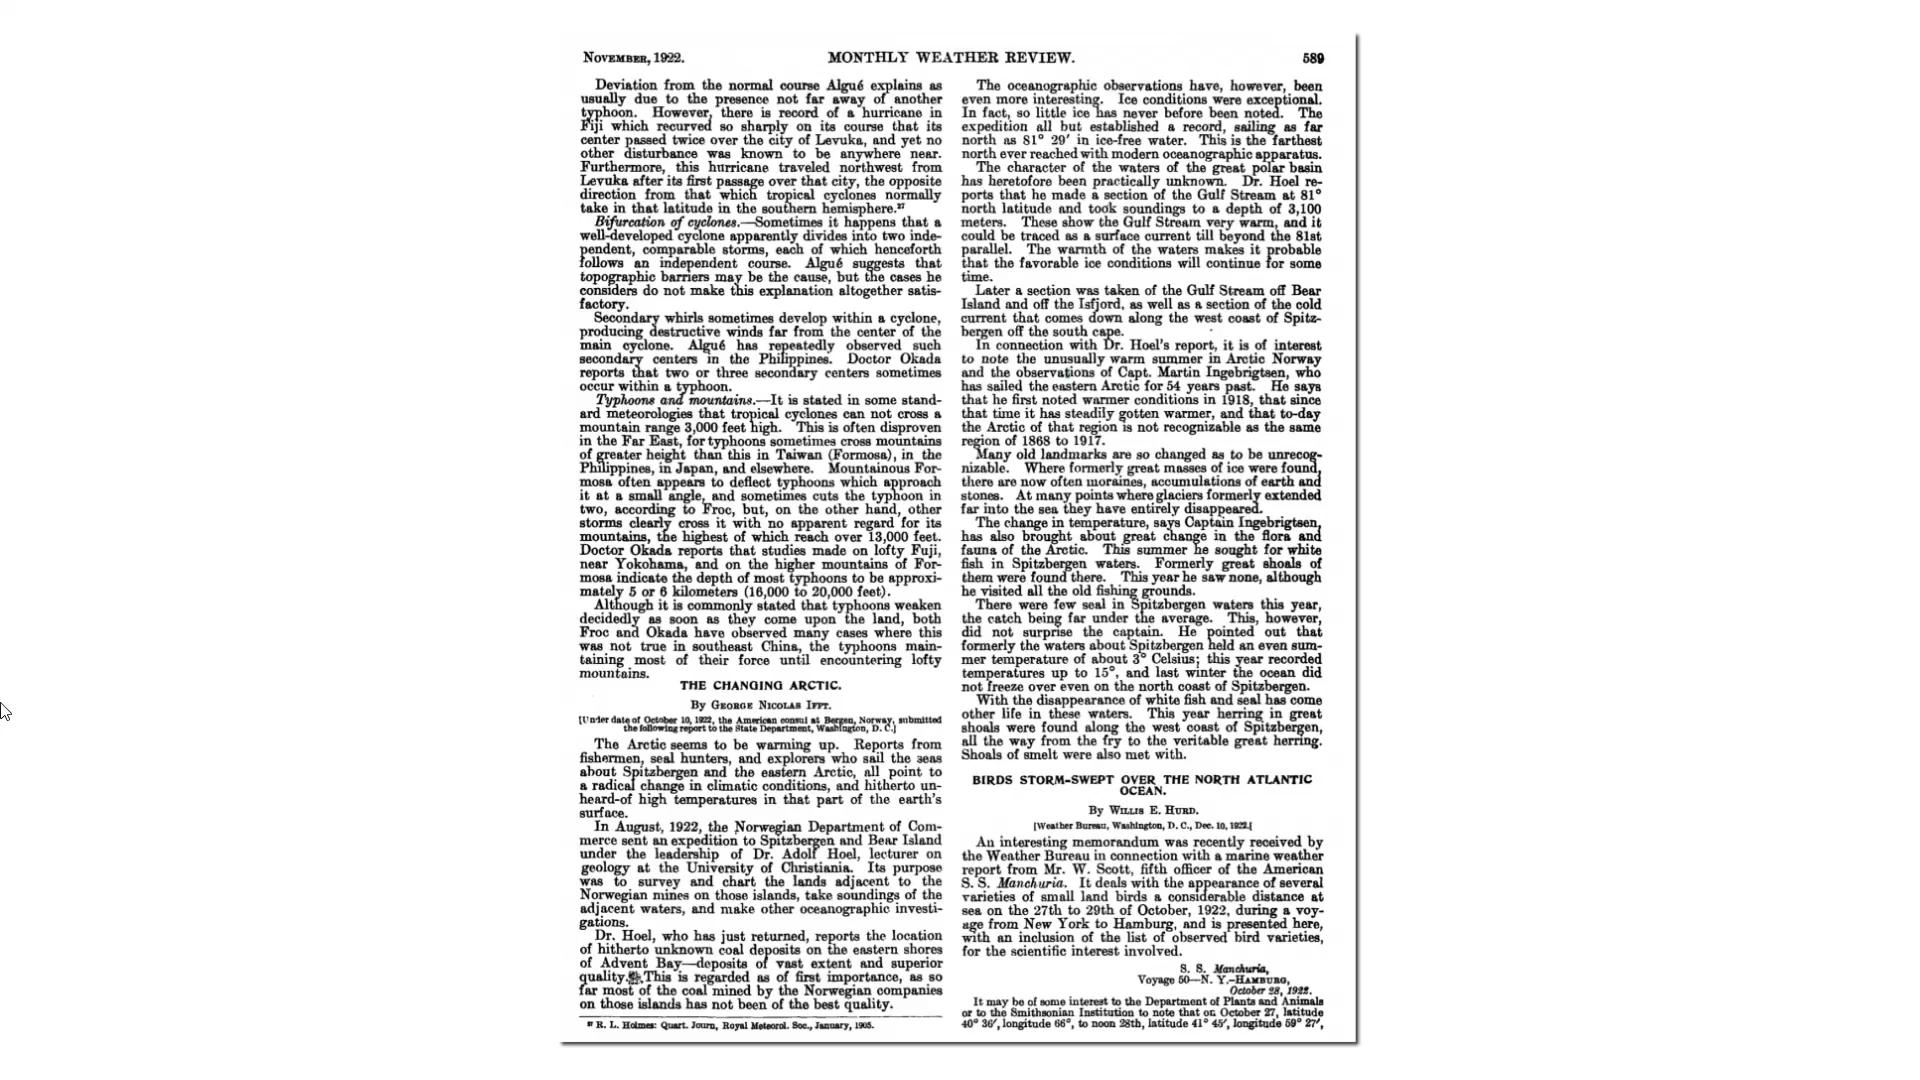 NOVEMBER, 1922.
MONTHLY WEATHER REVIEW.
589
Deviation from the normal course Algué explains as
usually due to the presence not far away of another
typhoon. However, there is record of a hurricane in
Fiji which recurved so sharply on its course that its
center passed twice over the city of Levuka, and yet no
other disturbance was known to be anywhere near.
Furthermore, this hurricane traveled northwest from
Levuka after its first passage over that city, the opposite
direction from that which tropical cyclones normally
take in that latitude in the southern hemisphere.²⁷
Bifurcation of cyclones.—Sometimes it happens that a
well-developed cyclone apparently divides into two inde-
pendent, comparable storms, each of which henceforth
follows an independent course. Algué suggests that
topographic barriers may be the cause, but the cases he
considers do not make this explanation altogether satis-
factory.
Secondary whirls sometimes develop within a cyclone,
producing destructive winds far from the center of the
main cyclone. Algué has repeatedly observed such
secondary centers in the Philippines. Doctor Okada
reports that two or three secondary centers sometimes
occur within a typhoon.
Typhoons and mountains.—It is stated in some stand-
ard meteorologies that tropical cyclones can not cross a
mountain range 3,000 feet high. This is often disproven
in the Far East, for typhoons sometimes cross mountains
of greater height than this in Taiwan (Formosa), in the
Philippines, in Japan, and elsewhere. Mountainous For-
mosa often appears to deflect typhoons which approach
it at a small angle, and sometimes cuts the typhoon in
two, according to Froc, but, on the other hand, other
storms clearly cross it with no apparent regard for its
mountains, the highest of which reach over 13,000 feet.
Doctor Okada reports that studies made on lofty Fuji,
near Yokohama, and on the higher mountains of For-
mosa indicate the depth of most typhoons to be approxi-
mately 5 or 6 kilometers (16,000 to 20,000 feet).
Although it is commonly stated that typhoons weaken
decidedly as soon as they come upon the land, both
Froc and Okada have observed many cases where this
was not true in southeast China, the typhoons main-
taining most of their force until encountering lofty
mountains.
THE CHANGING ARCTIC.
By GEORGE NICOLAS IFFT.
[Under date of October 10, 1922, the American consul at Bergen, Norway, submitted
the following report to the State Department, Washington, D. C.]
The Arctic seems to be warming up. Reports from
fishermen, seal hunters, and explorers who sail the seas
about Spitzbergen and the eastern Arctic, all point to
a radical change in climatic conditions, and hitherto un-
heard-of high temperatures in that part of the earth's
surface.
In August, 1922, the Norwegian Department of Com-
merce sent an expedition to Spitzbergen and Bear Island
under the leadership of Dr. Adolf Hoel, lecturer on
geology at the University of Christiania. Its purpose
was to survey and chart the lands adjacent to the
Norwegian mines on those islands, take soundings of the
adjacent waters, and make other oceanographic investi-
gations.
Dr. Hoel, who has just returned, reports the location
of hitherto unknown coal deposits on the eastern shores
of Advent Bay—deposits of vast extent and superior
quality. This is regarded as of first importance, as so
far most of the coal mined by the Norwegian companies
on those islands has not been of the best quality.
²⁷ R. L. Holmes: Quart. Journ, Royal Meteorol. Soc., January, 1905.
The oceanographic observations have, however, been
even more interesting. Ice conditions were exceptional.
In fact, so little ice has never before been noted. The
expedition all but established a record, sailing as far
north as 81° 29′ in ice-free water. This is the farthest
north ever reached with modern oceanographic apparatus.
The character of the waters of the great polar basin
has heretofore been practically unknown. Dr. Hoel re-
ports that he made a section of the Gulf Stream at 81°
north latitude and took soundings to a depth of 3,100
meters. These show the Gulf Stream very warm, and it
could be traced as a surface current till beyond the 81st
parallel. The warmth of the waters makes it probable
that the favorable ice conditions will continue for some
time.
Later a section was taken of the Gulf Stream off Bear
Island and off the Isfjord, as well as a section of the cold
current that comes down along the west coast of Spitz-
bergen off the south cape.
In connection with Dr. Hoel's report, it is of interest
to note the unusually warm summer in Arctic Norway
and the observations of Capt. Martin Ingebrigtsen, who
has sailed the eastern Arctic for 54 years past. He says
that he first noted warmer conditions in 1918, that since
that time it has steadily gotten warmer, and that to-day
the Arctic of that region is not recognizable as the same
region of 1868 to 1917.
Many old landmarks are so changed as to be unrecog-
nizable. Where formerly great masses of ice were found,
there are now often moraines, accumulations of earth and
stones. At many points where glaciers formerly extended
far into the sea they have entirely disappeared.
The change in temperature, says Captain Ingebrigtsen,
has also brought about great change in the flora and
fauna of the Arctic. This summer he sought for white
fish in Spitzbergen waters. Formerly great shoals of
them were found there. This year he saw none, although
he visited all the old fishing grounds.
There were few seal in Spitzbergen waters this year,
the catch being far under the average. This, however,
did not surprise the captain. He pointed out that
formerly the waters about Spitzbergen held an even sum-
mer temperature of about 3° Celsius; this year recorded
temperatures up to 15°, and last winter the ocean did
not freeze over even on the north coast of Spitzbergen.
With the disappearance of white fish and seal has come
other life in these waters. This year herring in great
shoals were found along the west coast of Spitzbergen,
all the way from the fry to the veritable great herring.
Shoals of smelt were also met with.
BIRDS STORM-SWEPT OVER THE NORTH ATLANTIC
OCEAN.
By WILLIS E. HURD.
[Weather Bureau, Washington, D. C., Dec. 10, 1922.[
An interesting memorandum was recently received by
the Weather Bureau in connection with a marine weather
report from Mr. W. Scott, fifth officer of the American
S. S. Manchuria. It deals with the appearance of several
varieties of small land birds a considerable distance at
sea on the 27th to 29th of October, 1922, during a voy-
age from New York to Hamburg, and is presented here,
with an inclusion of the list of observed bird varieties,
for the scientific interest involved.
S. S. Manchuria,
Voyage 50—N. Y.-HAMBURG,
October 28, 1922.
It may be of some interest to the Department of Plants and Animals
or to the Smithsonian Institution to note that on October 27, latitude
40° 36′, longitude 66°, to noon 28th, latitude 41° 45′, longitude 59° 27′,